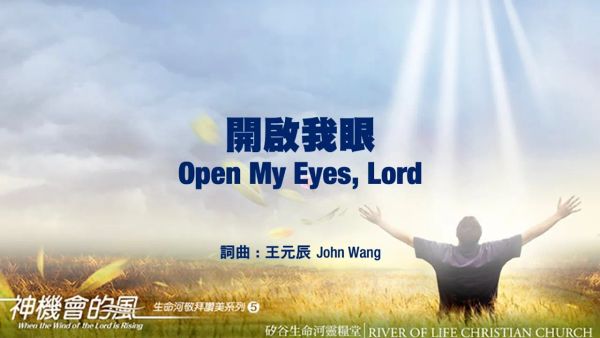 開啟我眼
Open My Eyes, Lord
詞曲：王元辰 John Wang
神機會的風 生命河敬拜讚美系列 5
When the Wind of the Lord is Rising
矽谷生命河靈糧堂 | RIVER OF LIFE CHRISTIAN CHURCH